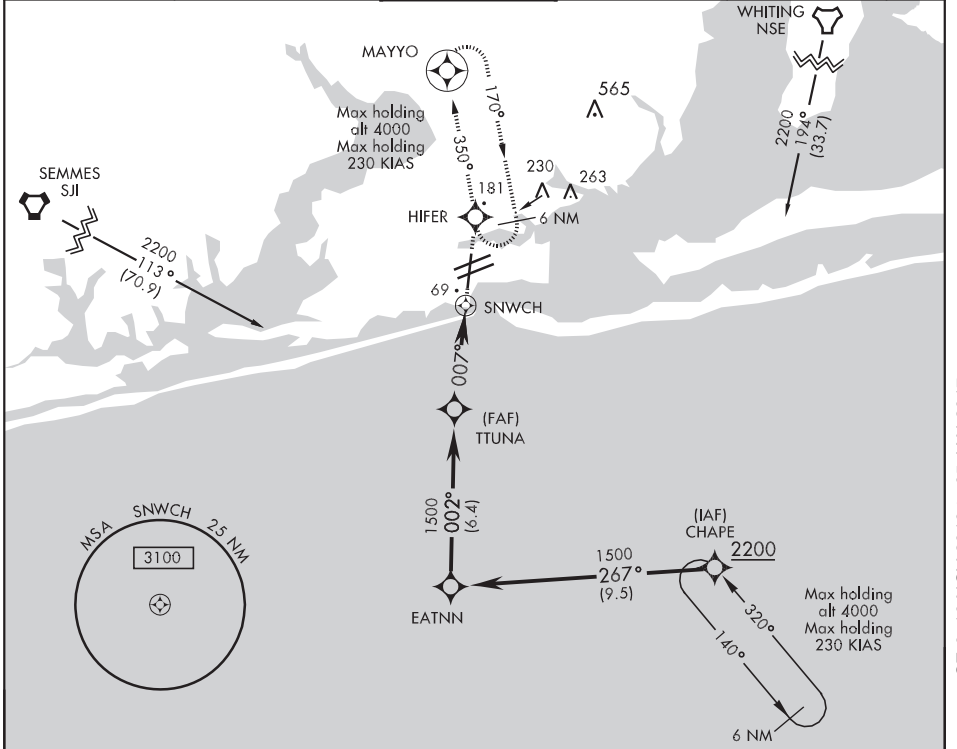 WHITING
NSE
MAYYO
565
Max holding
alt 4000
Max holding
230 KIAS
170°
350°
2200
194°
(33.7)
SEMMES
SJI
230
263
181
HIFER
6 NM
2200
113°
(70.9)
69
SNWCH
007°
(FAF)
TTUNA
1500
002°
(6.4)
MSA SNWCH 25 NM
3100
(IAF)
CHAPE
2200
1500
267°
(9.5)
EATNN
Max holding
alt 4000
Max holding
230 KIAS
320°
140°
6 NM